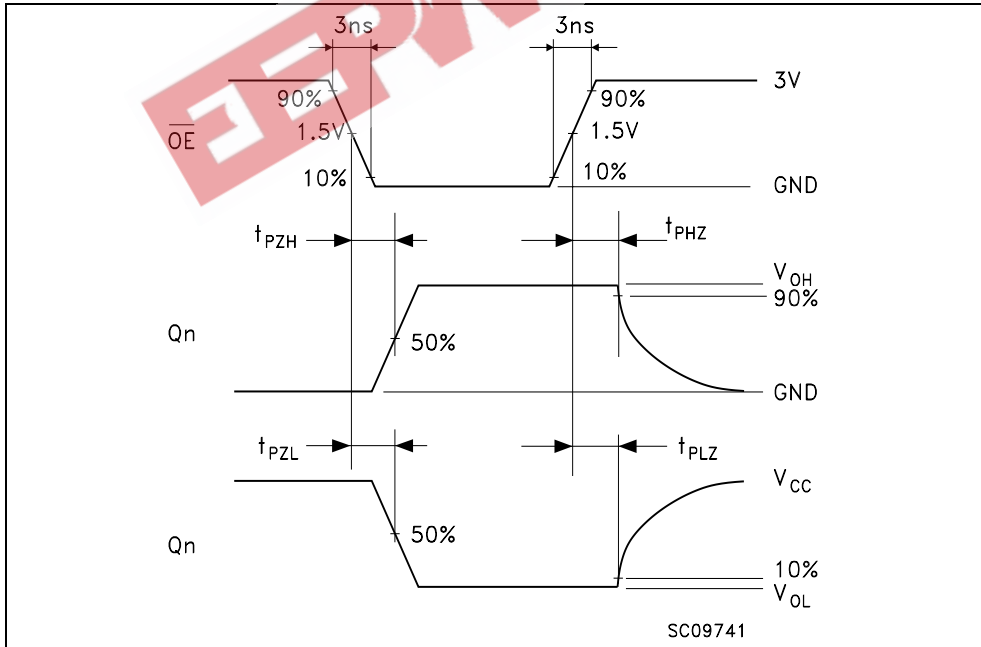 3ns 3ns
90% 90% 3V
OE 1.5V 1.5V
10% 10% GND
tPZH tPHZ
VOH
90%
Qn 50%
GND
tPZL tPLZ
VCC
50%
Qn
10%
VOL
SC09741